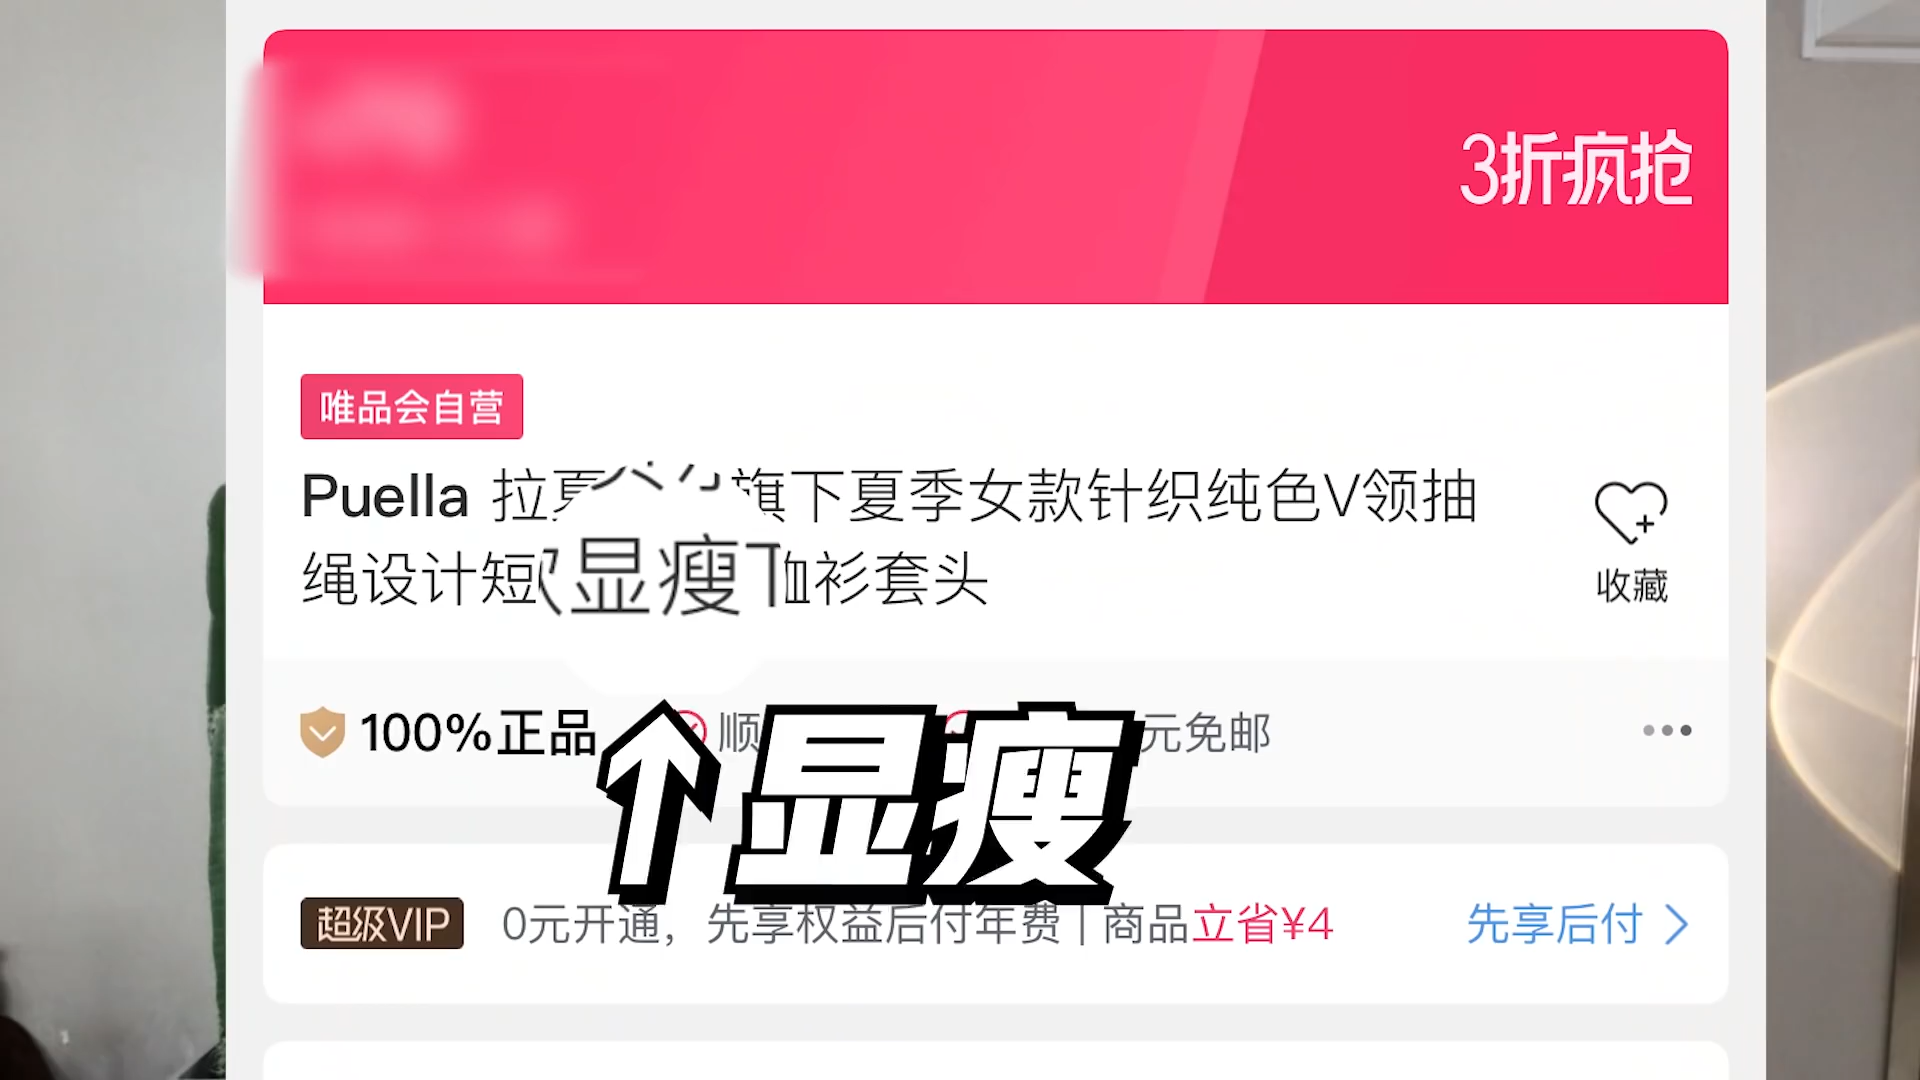 3折疯抢
唯品会自营
Puella 拉夏 旗下夏季女款针织纯色V领抽
绳设计短 显瘦T恤衫套头
收藏
100%正品 顺 元免邮
↑显瘦
超级VIP 0元开通，先享权益后付年费 | 商品立省¥4 先享后付